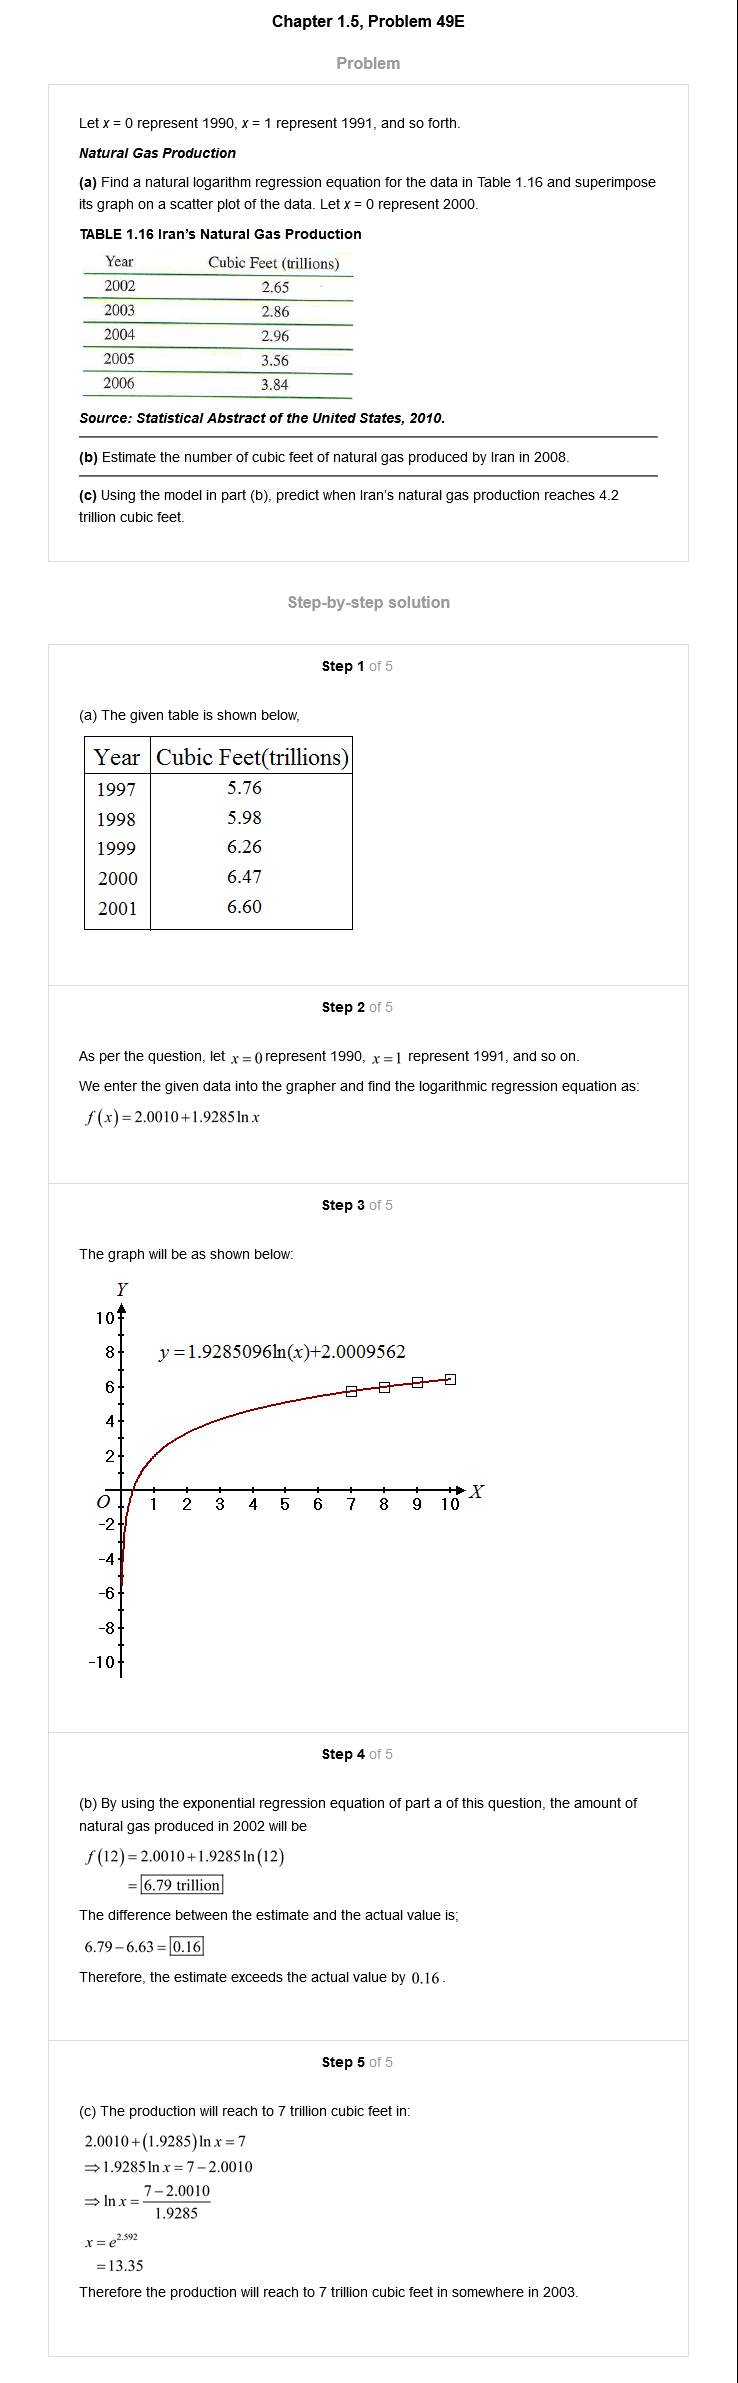 Chapter 1.5, Problem 49E
Problem
Let x = 0 represent 1990, x = 1 represent 1991, and so forth.
Natural Gas Production
(a) Find a natural logarithm regression equation for the data in Table 1.16 and superimpose
its graph on a scatter plot of the data. Let x = 0 represent 2000.
TABLE 1.16 Iran's Natural Gas Production
Year Cubic Feet (trillions)
2002 2.65
2003 2.86
2004 2.96
2005 3.56
2006 3.84
Source: Statistical Abstract of the United States, 2010.
(b) Estimate the number of cubic feet of natural gas produced by Iran in 2008.
(c) Using the model in part (b), predict when Iran's natural gas production reaches 4.2
trillion cubic feet.
Step-by-step solution
Step 1 of 5
(a) The given table is shown below,
Year Cubic Feet(trillions)
1997 5.76
1998 5.98
1999 6.26
2000 6.47
2001 6.60
Step 2 of 5
As per the question, let x = 0 represent 1990, x = 1 represent 1991, and so on.
We enter the given data into the grapher and find the logarithmic regression equation as:
f(x) = 2.0010 + 1.9285 ln x
Step 3 of 5
The graph will be as shown below:
Y
10
8
y = 1.9285096ln(x)+2.0009562
6
4
2
X
O 1 2 3 4 5 6 7 8 9 10
-2
-4
-6
-8
-10
Step 4 of 5
(b) By using the exponential regression equation of part a of this question, the amount of
natural gas produced in 2002 will be
f(12) = 2.0010 + 1.9285 ln(12)
= 6.79 trillion
The difference between the estimate and the actual value is;
6.79 – 6.63 = 0.16
Therefore, the estimate exceeds the actual value by 0.16.
Step 5 of 5
(c) The production will reach to 7 trillion cubic feet in:
2.0010 + (1.9285) ln x = 7
⇒ 1.9285 ln x = 7 – 2.0010
⇒ ln x = 7 – 2.0010 / 1.9285
x = e^2.592
= 13.35
Therefore the production will reach to 7 trillion cubic feet in somewhere in 2003.